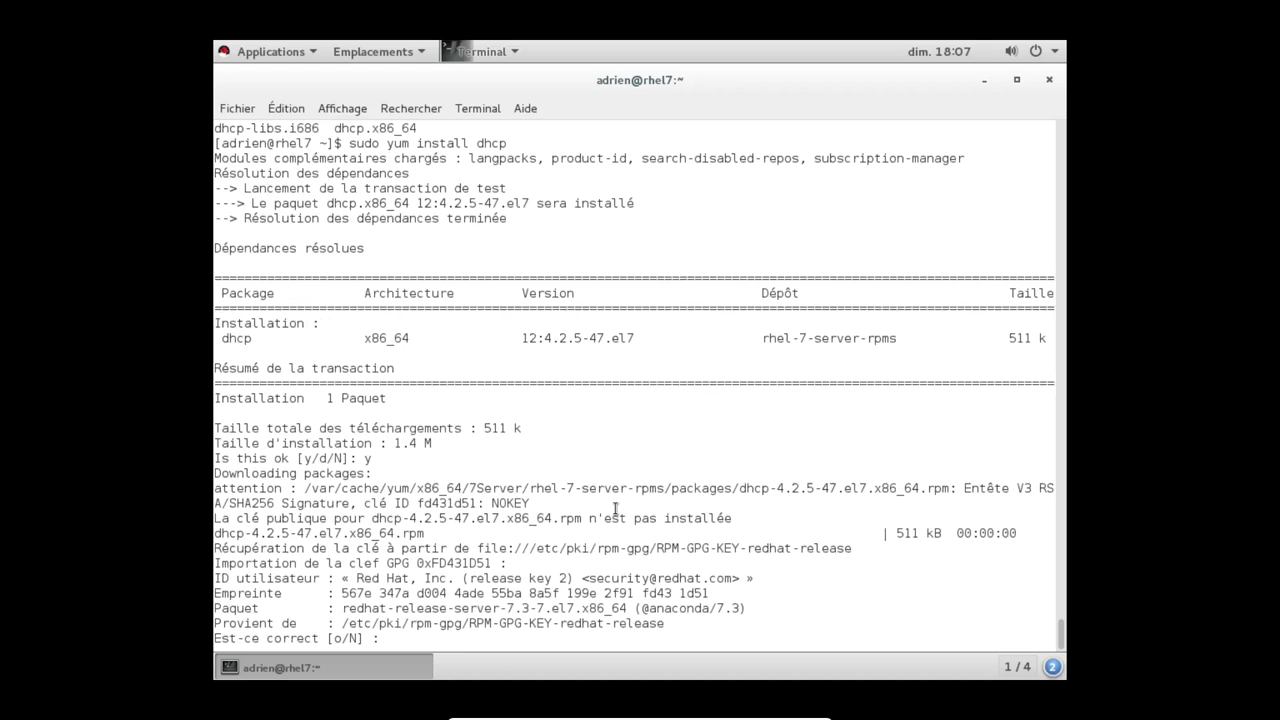 Applications Emplacements Terminal dim. 18:07
adrien@rhel7:~
Fichier Édition Affichage Rechercher Terminal Aide
dhcp-libs.i686 dhcp.x86_64
[adrien@rhel7 ~]$ sudo yum install dhcp
Modules complémentaires chargés : langpacks, product-id, search-disabled-repos, subscription-manager
Résolution des dépendances
--> Lancement de la transaction de test
---> Le paquet dhcp.x86_64 12:4.2.5-47.el7 sera installé
--> Résolution des dépendances terminée
Dépendances résolues
================================================================================
Package Architecture Version Dépôt Taille
================================================================================
Installation :
dhcp x86_64 12:4.2.5-47.el7 rhel-7-server-rpms 511 k
Résumé de la transaction
================================================================================
Installation 1 Paquet
Taille totale des téléchargements : 511 k
Taille d'installation : 1.4 M
Is this ok [y/d/N]: y
Downloading packages:
attention : /var/cache/yum/x86_64/7Server/rhel-7-server-rpms/packages/dhcp-4.2.5-47.el7.x86_64.rpm: Entête V3 RS
A/SHA256 Signature, clé ID fd431d51: NOKEY
La clé publique pour dhcp-4.2.5-47.el7.x86_64.rpm n'est pas installée
dhcp-4.2.5-47.el7.x86_64.rpm | 511 kB 00:00:00
Récupération de la clé à partir de file:///etc/pki/rpm-gpg/RPM-GPG-KEY-redhat-release
Importation de la clef GPG 0xFD431D51 :
ID utilisateur : « Red Hat, Inc. (release key 2) <security@redhat.com> »
Empreinte : 567e 347a d004 4ade 55ba 8a5f 199e 2f91 fd43 1d51
Paquet : redhat-release-server-7.3-7.el7.x86_64 (@anaconda/7.3)
Provient de : /etc/pki/rpm-gpg/RPM-GPG-KEY-redhat-release
Est-ce correct [o/N] :
adrien@rhel7:~ 1 / 4 2